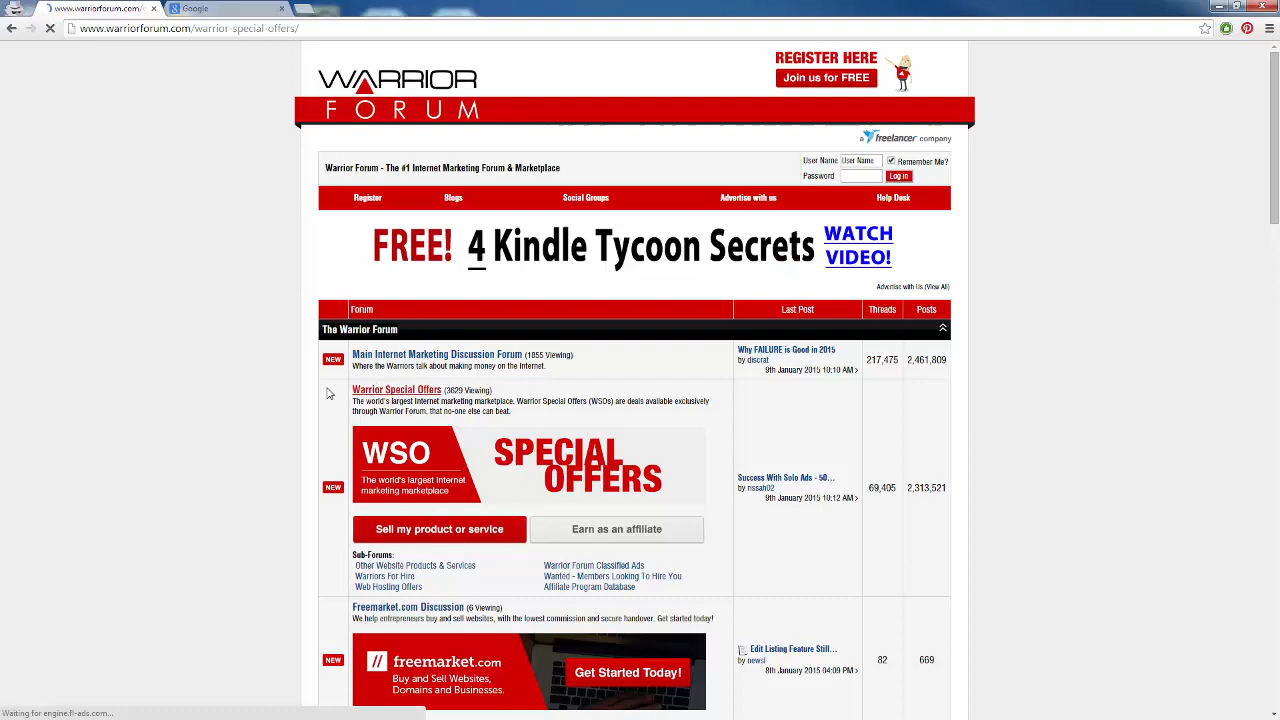 www.warriorforum.com/
Google
www.warriorforum.com/warrior-special-offers/
REGISTER HERE
Join us for FREE
WARRIOR
FORUM
a freelancer company
Warrior Forum - The #1 Internet Marketing Forum & Marketplace
User Name User Name Remember Me?
Password Log in
Register Blogs Social Groups Advertise with us Help Desk
FREE! 4 Kindle Tycoon Secrets WATCH
VIDEO!
Advertise with Us (View All)
Forum Last Post Threads Posts
The Warrior Forum
NEW
Main Internet Marketing Discussion Forum (1855 Viewing)
Where the Warriors talk about making money on the Internet.
Why FAILURE is Good in 2015
by discrat
9th January 2015 10:10 AM
217,475 2,461,809
Warrior Special Offers (3629 Viewing)
The world's largest Internet marketing marketplace. Warrior Special Offers (WSOs) are deals available exclusively
through Warrior Forum, that no-one else can beat.
WSO
The world's largest Internet
marketing marketplace
SPECIAL
OFFERS
NEW
Success With Solo Ads - 50...
by rissah02
9th January 2015 10:12 AM
69,405 2,313,521
Sell my product or service Earn as an affiliate
Sub-Forums:
Other Website Products & Services Warrior Forum Classified Ads
Warriors For Hire Wanted - Members Looking To Hire You
Web Hosting Offers Affiliate Program Database
Freemarket.com Discussion (6 Viewing)
We help entrepreneurs buy and sell websites, with the lowest commission and secure handover. Get started today!
NEW
// freemarket.com
Buy and Sell Websites,
Domains and Businesses.
Get Started Today!
Edit Listing Feature Still...
by newsi
8th January 2015 04:09 PM
82 669
Waiting for engine.fl-ads.com...